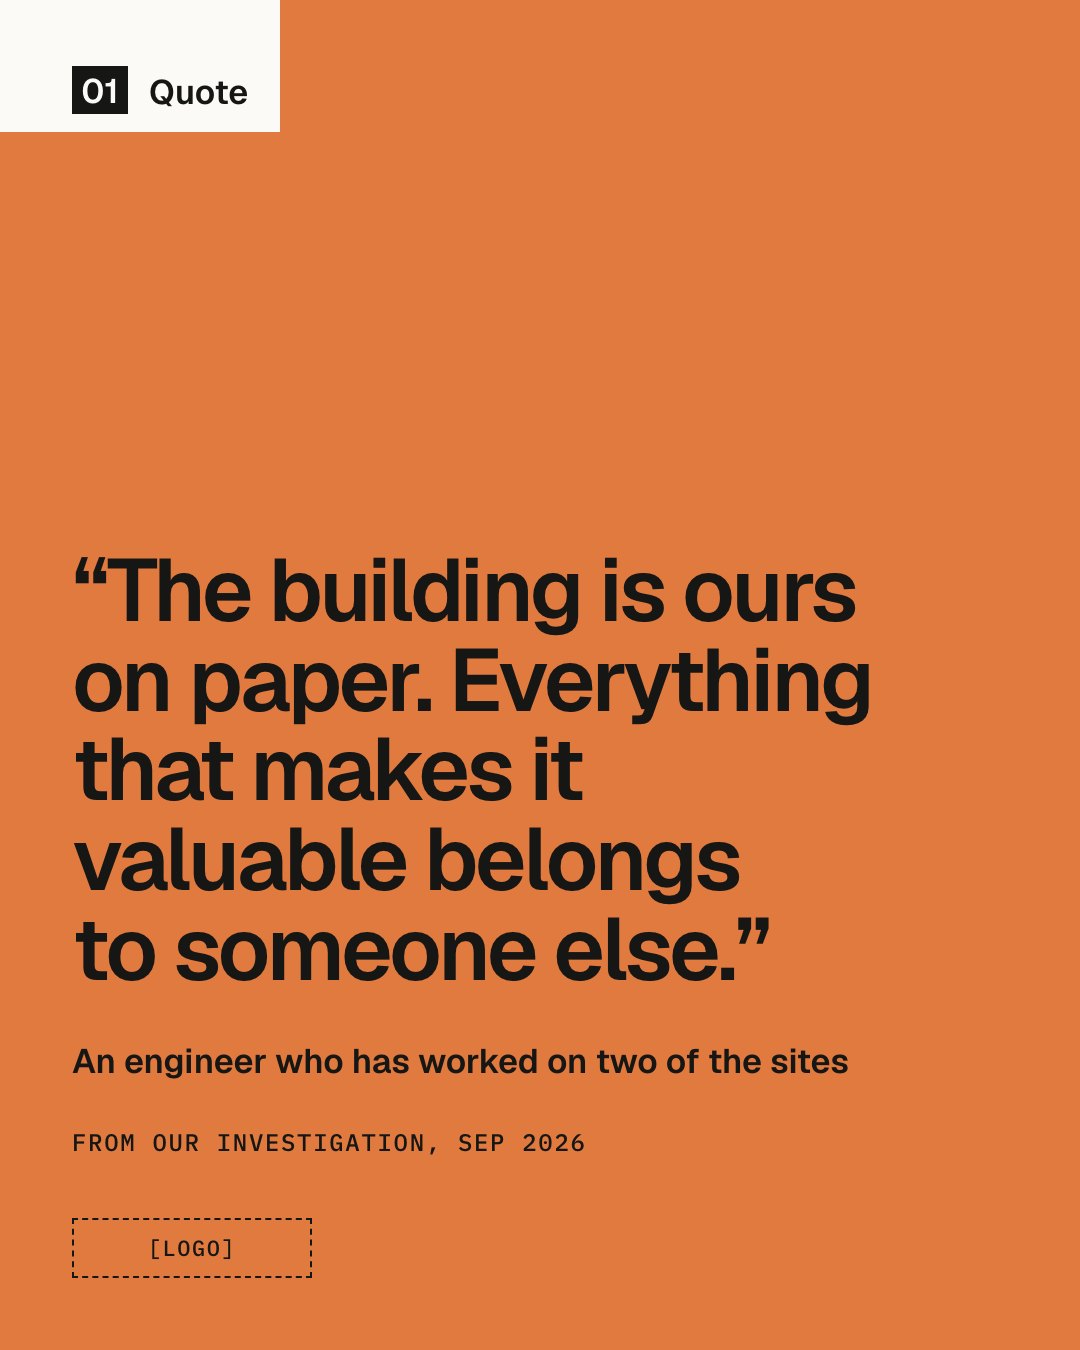 01 Quote
“The building is ours
on paper. Everything
that makes it
valuable belongs
to someone else.”
An engineer who has worked on two of the sites
FROM OUR INVESTIGATION, SEP 2026
[LOGO]